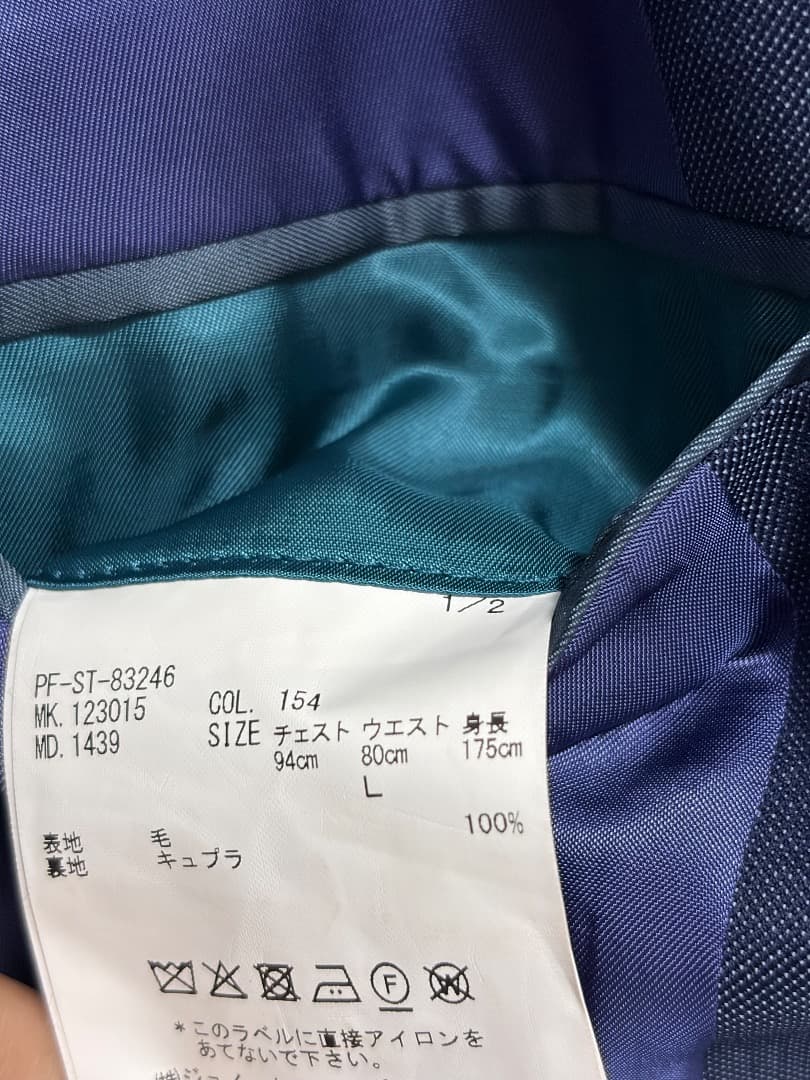 1/2
PF-ST-83246
MK. 123015 COL. 154
MD. 1439 SIZE チェスト ウエスト 身長
94cm 80cm 175cm
L
100%
表地 毛
裏地 キュプラ
F
W
*このラベルに直接アイロンを
あてないで下さい。